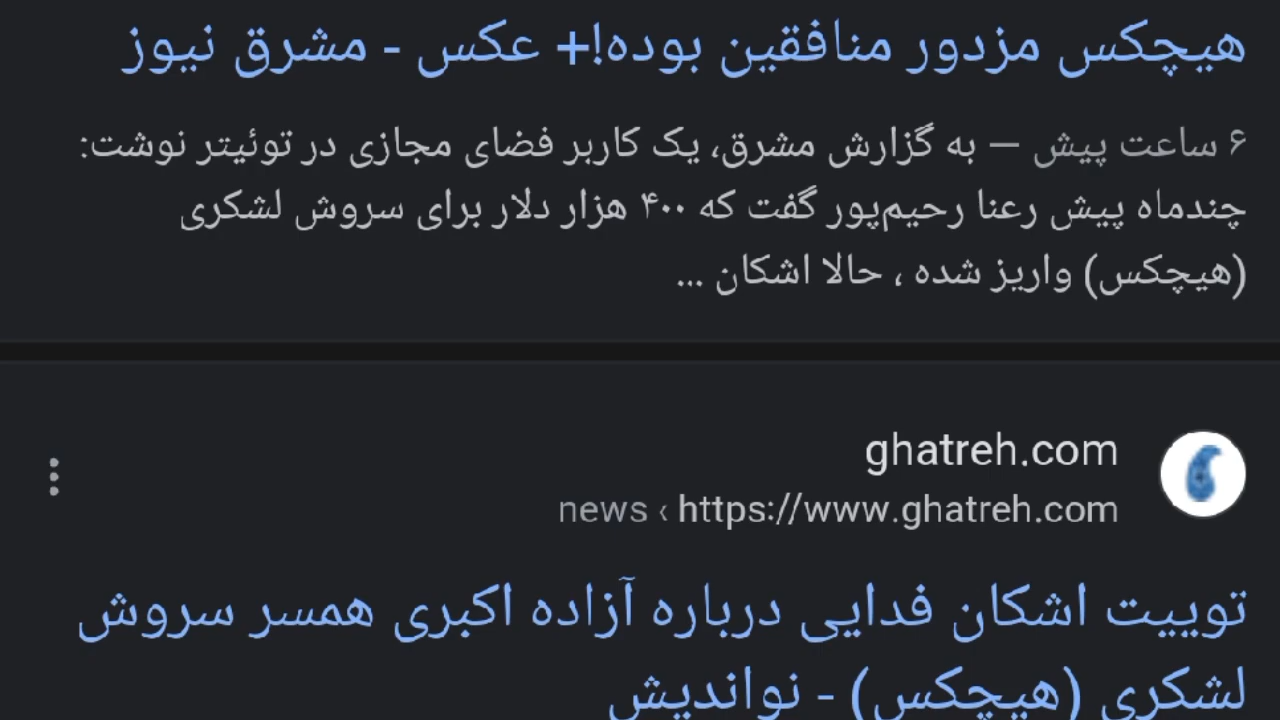 هیچکس مزدور منافقین بوده!+ عکس - مشرق نیوز
۶ ساعت پیش — به گزارش مشرق، یک کاربر فضای مجازی در توئیتر نوشت:
چندماه پیش رعنا رحیم‌پور گفت که ۴۰۰ هزار دلار برای سروش لشکری
(هیچکس) واریز شده ، حالا اشکان ...
ghatreh.com
https://www.ghatreh.com › news
توییت اشکان فدایی درباره آزاده اکبری همسر سروش
لشکری (هیچکس) - نواندیش